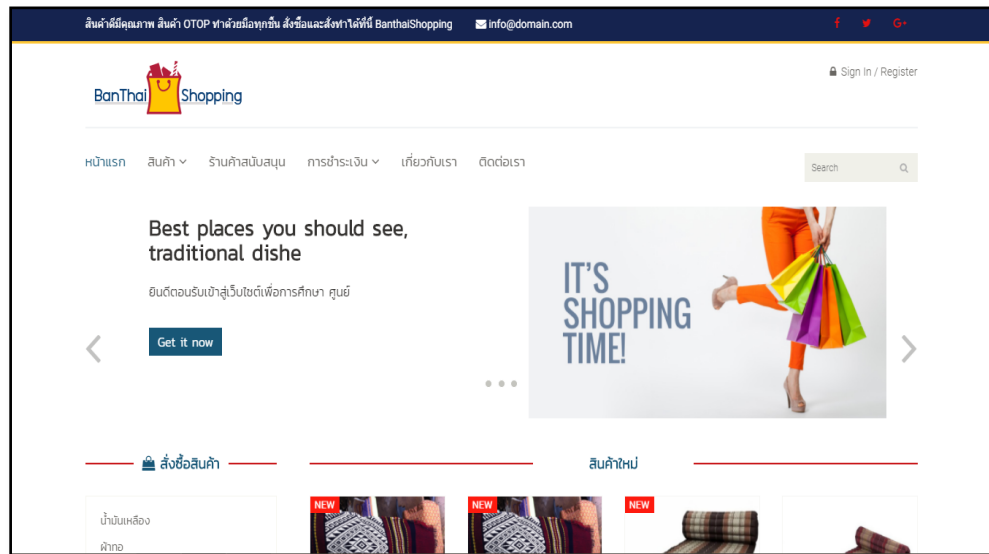 สินค้าดีมีคุณภาพ สินค้า OTOP ทำด้วยมือทุกชิ้น สั่งซื้อและสั่งทำได้ที่นี่ BanthaiShopping info@domain.com f G+
Sign In / Register
BanThai Shopping
หน้าแรก สินค้า ร้านค้าสนับสนุน การชำระเงิน เกี่ยวกับเรา ติดต่อเรา
Search
Best places you should see,
traditional dishe
ยินดีตอนรับเข้าสู่เว็บไซต์เพื่อการศึกษา ศูนย์
Get it now
IT'S
SHOPPING
TIME!
สั่งซื้อสินค้า สินค้าใหม่
NEW NEW NEW
น้ำมันเหลือง
ผ้าทอ